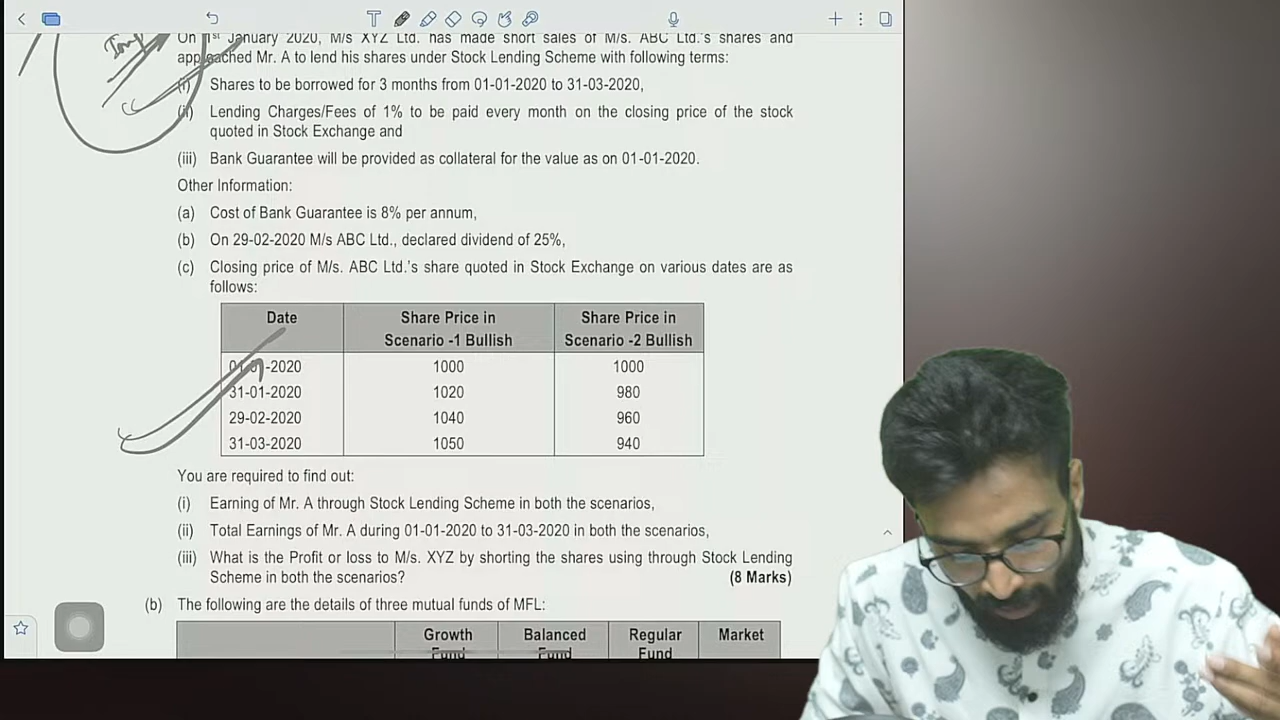 On 1st January 2020, M/s XYZ Ltd. has made short sales of M/s. ABC Ltd.'s shares and
approached Mr. A to lend his shares under Stock Lending Scheme with following terms:
(i) Shares to be borrowed for 3 months from 01-01-2020 to 31-03-2020,
(ii) Lending Charges/Fees of 1% to be paid every month on the closing price of the stock
quoted in Stock Exchange and
(iii) Bank Guarantee will be provided as collateral for the value as on 01-01-2020.
Other Information:
(a) Cost of Bank Guarantee is 8% per annum,
(b) On 29-02-2020 M/s ABC Ltd., declared dividend of 25%,
(c) Closing price of M/s. ABC Ltd.'s share quoted in Stock Exchange on various dates are as
follows:
Date Share Price in Share Price in
Scenario -1 Bullish Scenario -2 Bullish
01-01-2020 1000 1000
31-01-2020 1020 980
29-02-2020 1040 960
31-03-2020 1050 940
You are required to find out:
(i) Earning of Mr. A through Stock Lending Scheme in both the scenarios,
(ii) Total Earnings of Mr. A during 01-01-2020 to 31-03-2020 in both the scenarios,
(iii) What is the Profit or loss to M/s. XYZ by shorting the shares using through Stock Lending
Scheme in both the scenarios? (8 Marks)
(b) The following are the details of three mutual funds of MFL:
Growth Balanced Regular Market
Fund Fund Fund